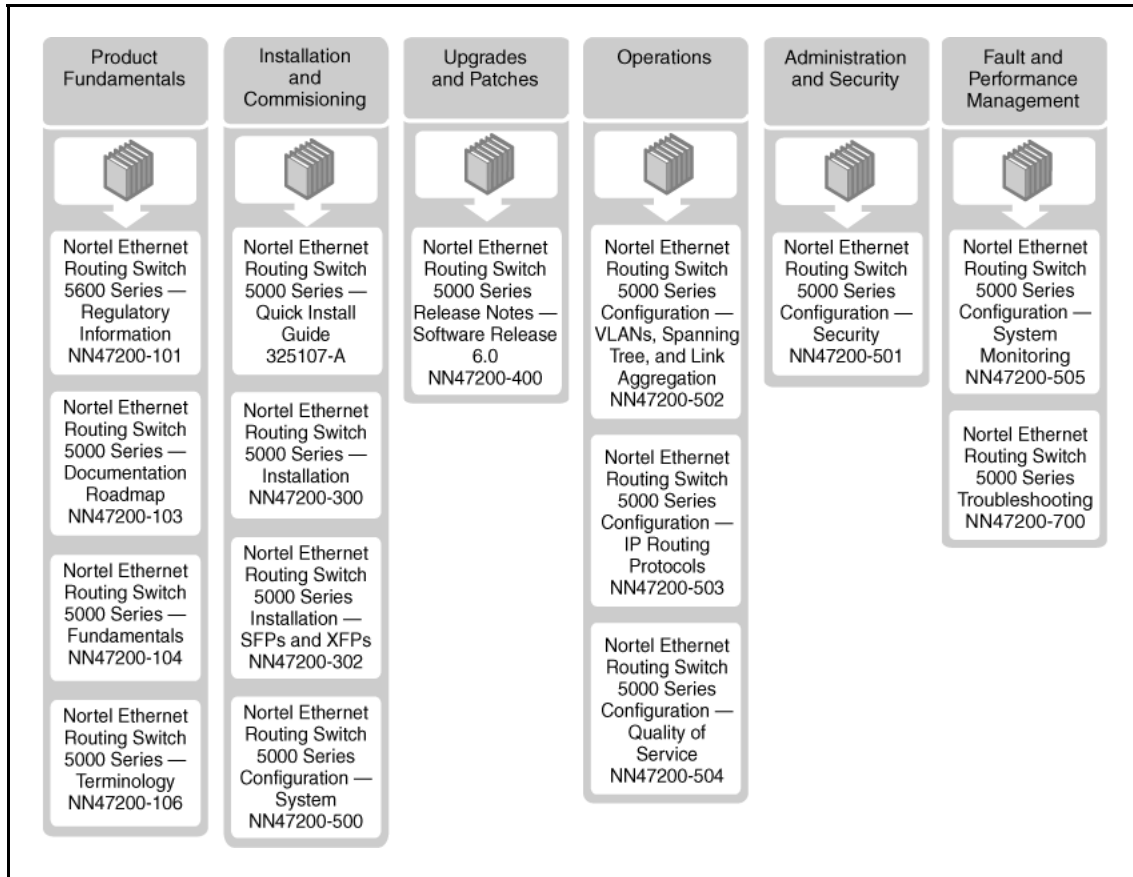 Product
Fundamentals
Nortel Ethernet
Routing Switch
5600 Series —
Regulatory
Information
NN47200-101
Nortel Ethernet
Routing Switch
5000 Series —
Documentation
Roadmap
NN47200-103
Nortel Ethernet
Routing Switch
5000 Series —
Fundamentals
NN47200-104
Nortel Ethernet
Routing Switch
5000 Series —
Terminology
NN47200-106
Installation
and
Commisioning
Nortel Ethernet
Routing Switch
5000 Series —
Quick Install
Guide
325107-A
Nortel Ethernet
Routing Switch
5000 Series —
Installation
NN47200-300
Nortel Ethernet
Routing Switch
5000 Series
Installation —
SFPs and XFPs
NN47200-302
Nortel Ethernet
Routing Switch
5000 Series
Configuration —
System
NN47200-500
Upgrades
and Patches
Nortel Ethernet
Routing Switch
5000 Series
Release Notes —
Software Release
6.0
NN47200-400
Operations
Nortel Ethernet
Routing Switch
5000 Series
Configuration —
VLANs, Spanning
Tree, and Link
Aggregation
NN47200-502
Nortel Ethernet
Routing Switch
5000 Series
Configuration —
IP Routing
Protocols
NN47200-503
Nortel Ethernet
Routing Switch
5000 Series
Configuration —
Quality of
Service
NN47200-504
Administration
and Security
Nortel Ethernet
Routing Switch
5000 Series
Configuration —
Security
NN47200-501
Fault and
Performance
Management
Nortel Ethernet
Routing Switch
5000 Series
Configuration —
System
Monitoring
NN47200-505
Nortel Ethernet
Routing Switch
5000 Series
Troubleshooting
NN47200-700